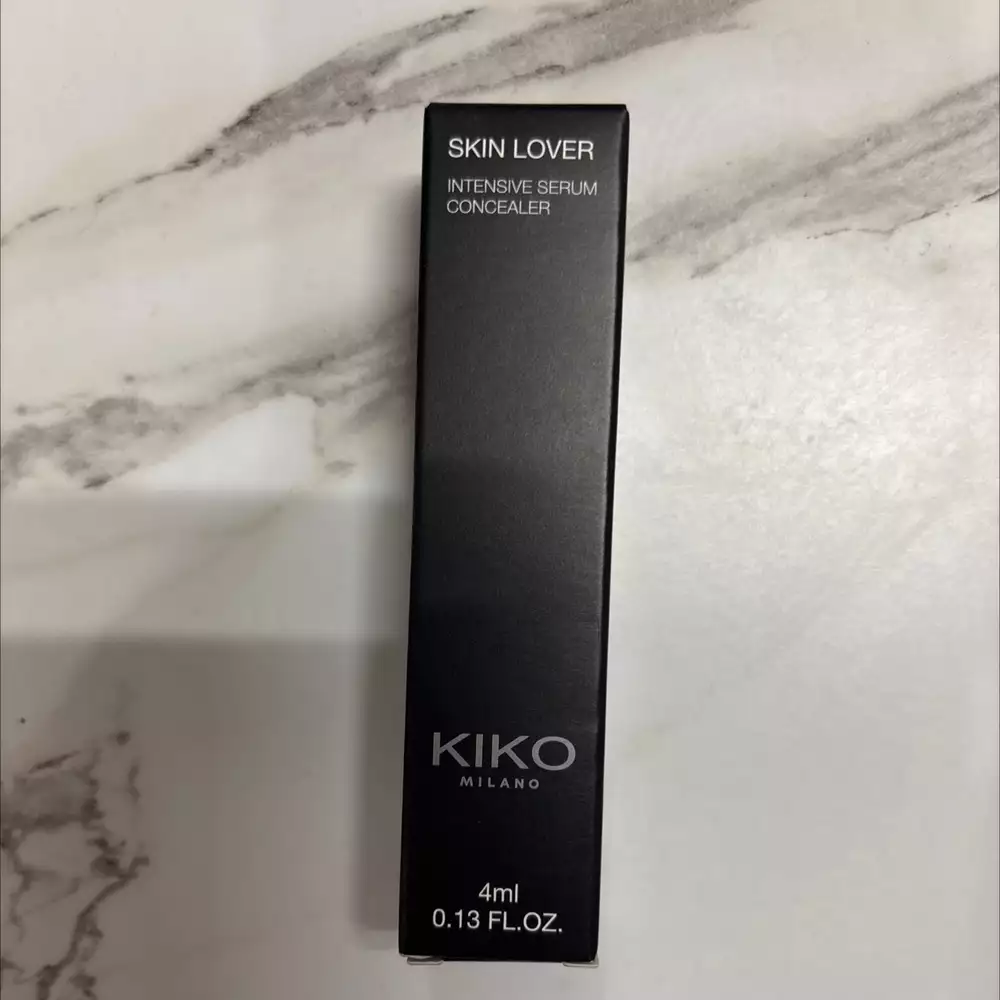 SKIN LOVER
INTENSIVE SERUM
CONCEALER
KIKO
MILANO
4ml
0.13 FL.OZ.